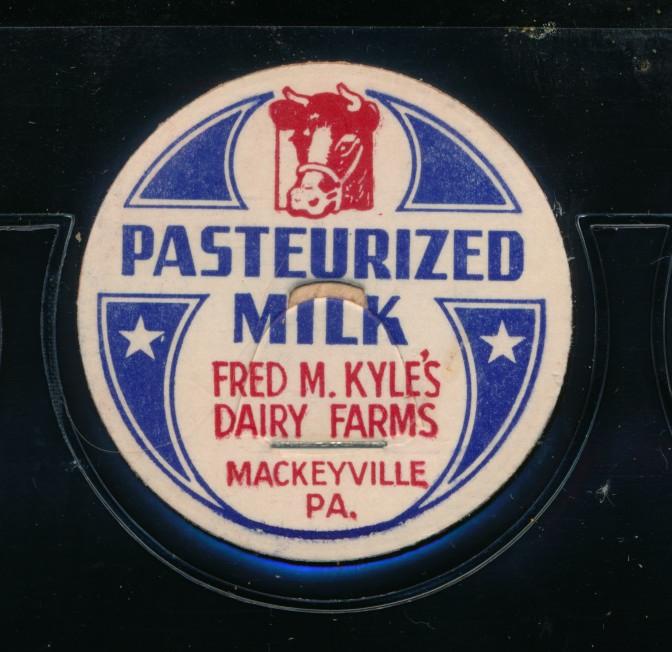 PASTEURIZED
MILK
FRED M. KYLE'S
DAIRY FARMS
MACKEYVILLE
PA.